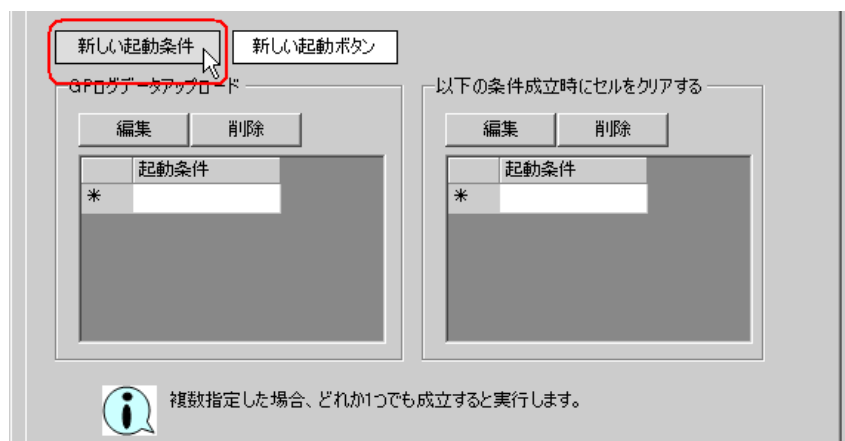 新しい起動条件 新しい起動ボタン
GPログデータアップロード 以下の条件成立時にセルをクリアする
編集 削除 編集 削除
起動条件 起動条件
* *
複数指定した場合、どれか1つでも成立すると実行します。